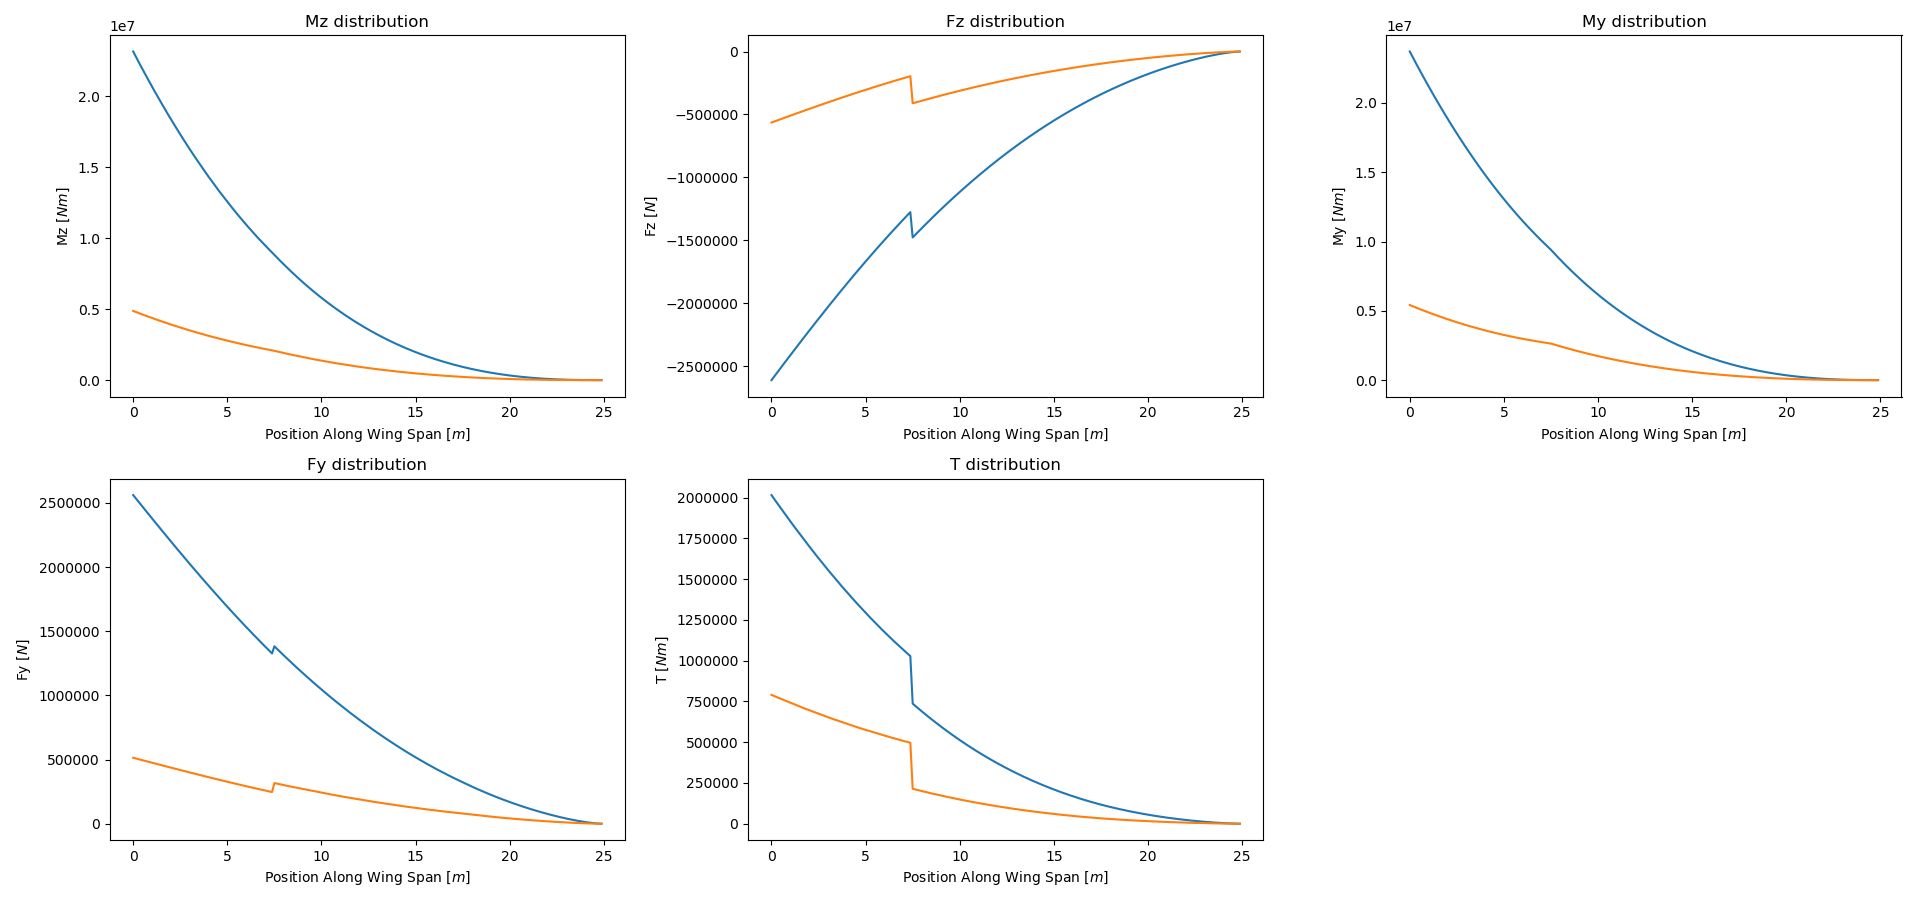 Mz distribution
1e7
2.0
1.5
1.0
0.5
0.0
Mz [Nm]
0 5 10 15 20 25
Position Along Wing Span [m]
Fz distribution
0
−500000
−1000000
−1500000
−2000000
−2500000
Fz [N]
0 5 10 15 20 25
Position Along Wing Span [m]
My distribution
1e7
2.0
1.5
1.0
0.5
0.0
My [Nm]
0 5 10 15 20 25
Position Along Wing Span [m]
Fy distribution
2500000
2000000
1500000
1000000
500000
0
Fy [N]
0 5 10 15 20 25
Position Along Wing Span [m]
T distribution
2000000
1750000
1500000
1250000
1000000
750000
500000
250000
0
T [Nm]
0 5 10 15 20 25
Position Along Wing Span [m]